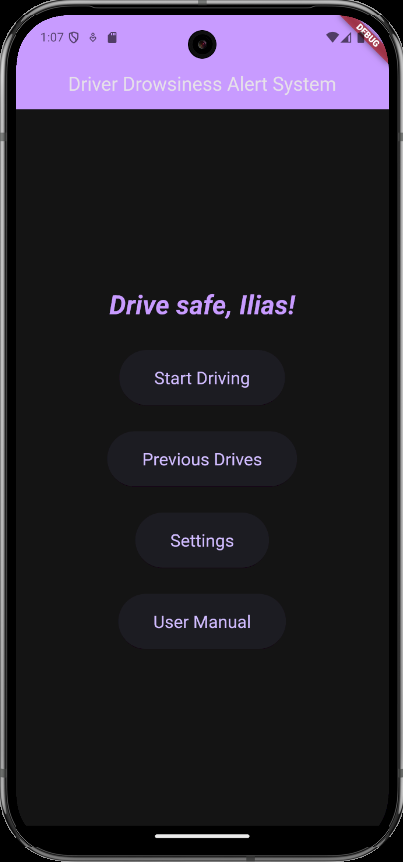 1:07
DEBUG
Driver Drowsiness Alert System
Drive safe, Ilias!
Start Driving
Previous Drives
Settings
User Manual